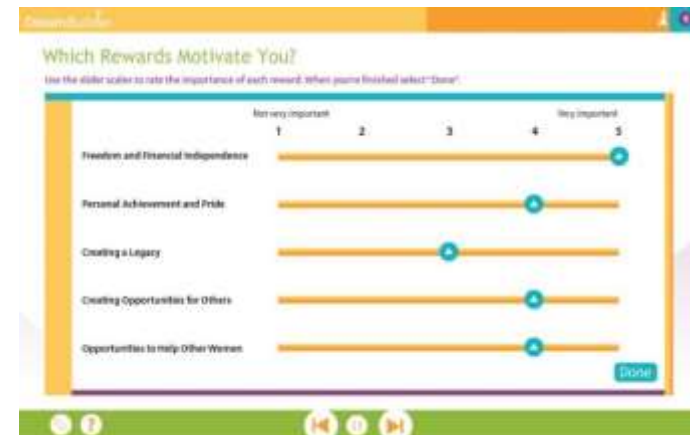 DreamBuilder
Which Rewards Motivate You?
Use the slider scales to rate the importance of each reward. When you're finished select "Done".
Not very important
Very important
1 2 3 4 5
Freedom and Financial Independence
Personal Achievement and Pride
Creating a Legacy
Creating Opportunities for Others
Opportunities to Help Other Women
Done
?